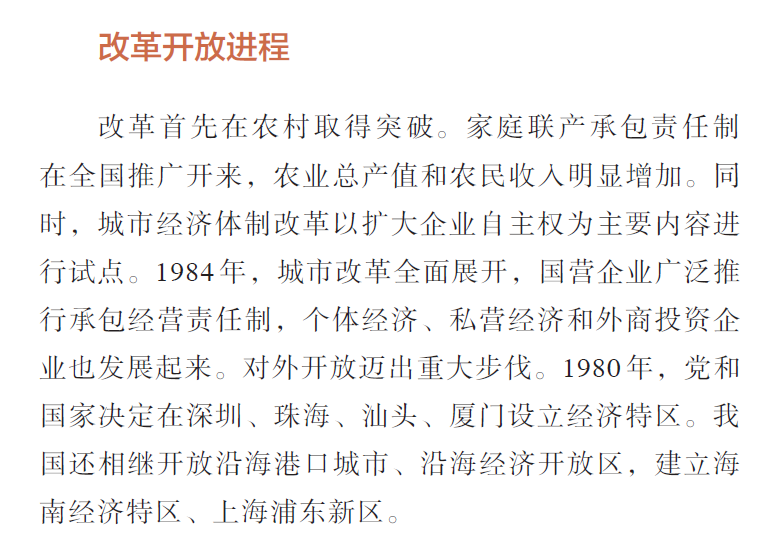 改革开放进程
改革首先在农村取得突破。家庭联产承包责任制
在全国推广开来，农业总产值和农民收入明显增加。同
时，城市经济体制改革以扩大企业自主权为主要内容进
行试点。1984年，城市改革全面展开，国营企业广泛推
行承包经营责任制，个体经济、私营经济和外商投资企
业也发展起来。对外开放迈出重大步伐。1980年，党和
国家决定在深圳、珠海、汕头、厦门设立经济特区。我
国还相继开放沿海港口城市、沿海经济开放区，建立海
南经济特区、上海浦东新区。